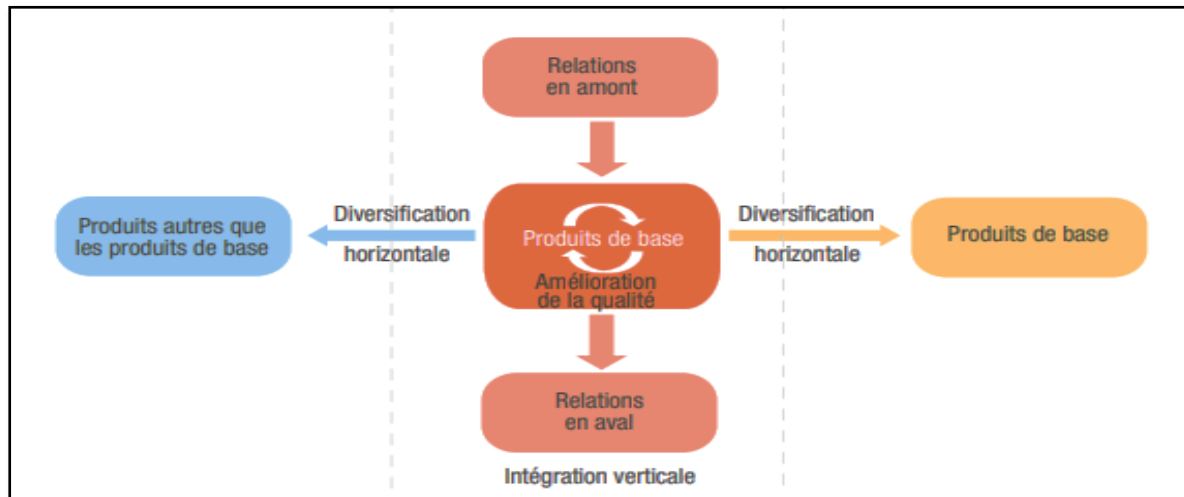 Relations
en amont
Produits autres que
les produits de base
Diversification
horizontale
Produits de base
Amélioration
de la qualité
Diversification
horizontale
Produits de base
Relations
en aval
Intégration verticale